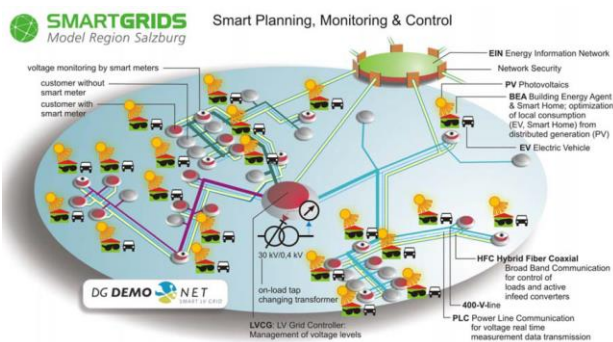 SMARTGRIDS
Model Region Salzburg
Smart Planning, Monitoring & Control
EIN Energy Information Network
Network Security
PV Photovoltaics
BEA Building Energy Agent
& Smart Home; optimization
of local consumption
(EV, Smart Home) from
distributed generation (PV)
EV Electric Vehicle
voltage monitoring by smart meters
customer without
smart meter
customer with
smart meter
30 kV/0,4 kV
on-load tap
changing transformer
LVCG: LV Grid Controller:
Management of voltage levels
HFC Hybrid Fiber Coaxial
Broad Band Communication
for control of
loads and active
infeed converters
400-V-line
PLC Power Line Communication
for voltage real time
measurement data transmission
DG DEMO NET
SMART LV GRID